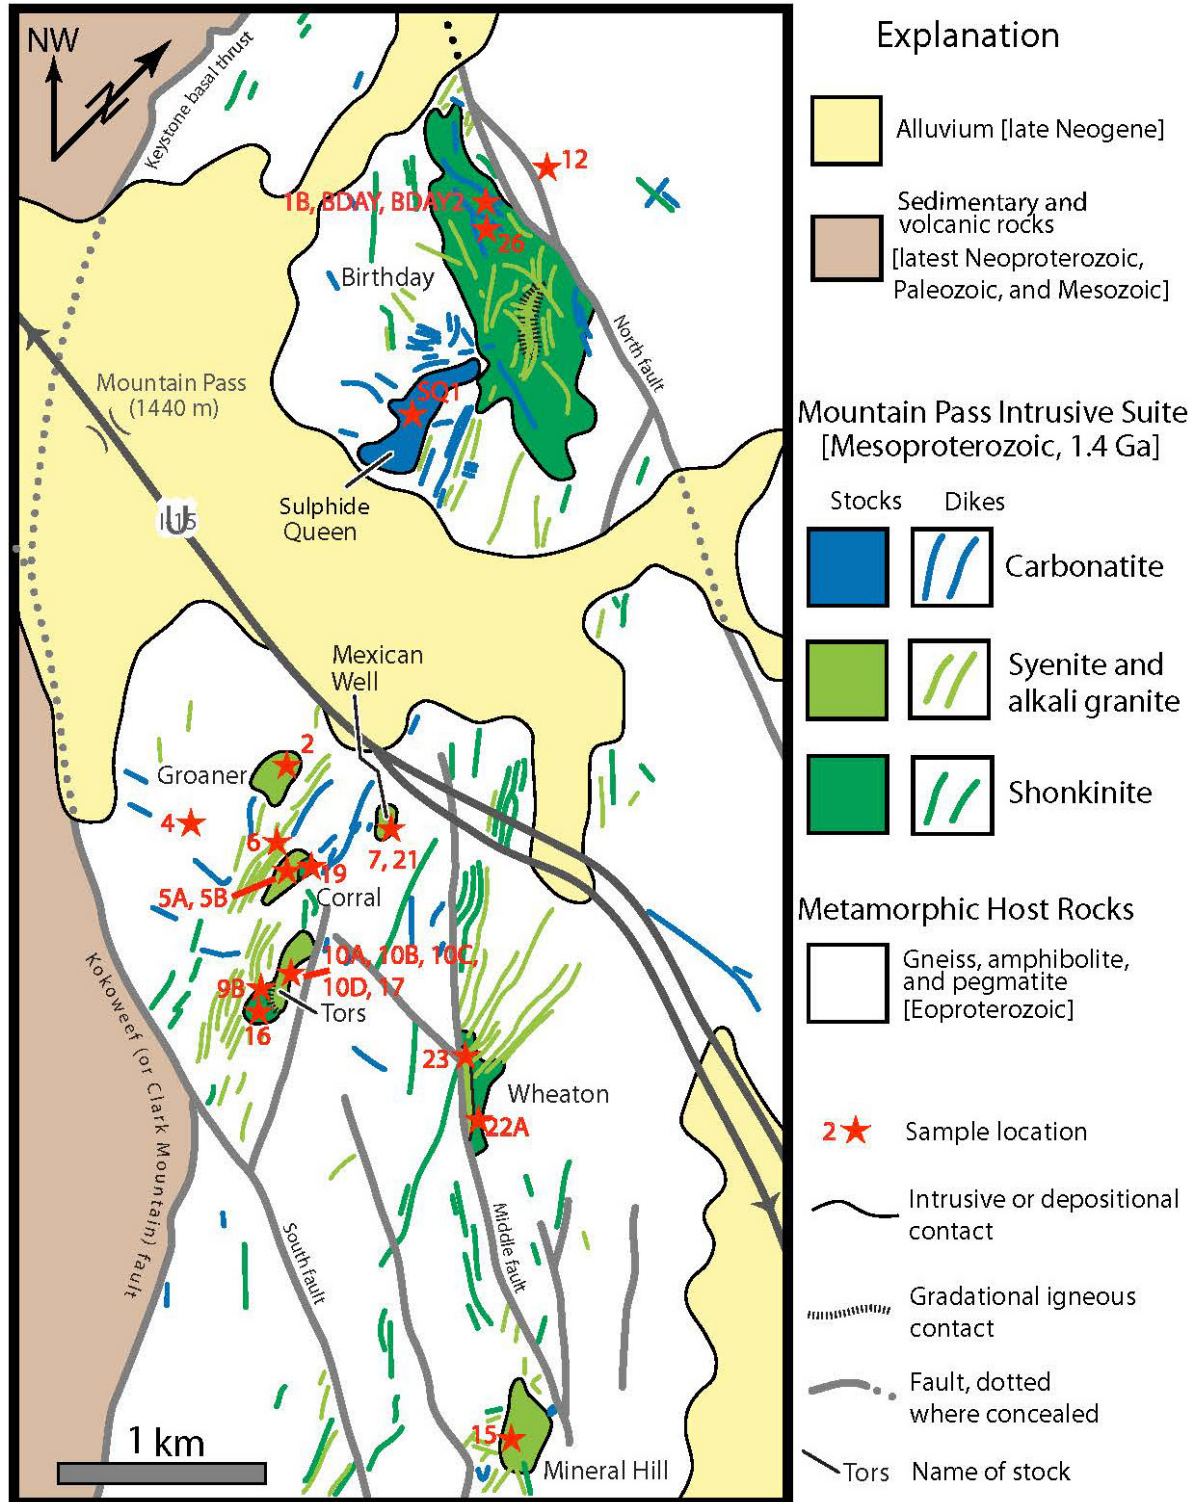 NW
N
Keystone basal thrust
12
1B, BDAY, BDAY2
26
Birthday
North fault
Mountain Pass
(1440 m)
SQ1
Sulphide
Queen
I-15
Mexican
Well
2
Groaner
4
6
7, 21
5A, 5B
19
Corral
10A, 10B, 10C,
10D, 17
9B
Tors
16
23
Wheaton
22A
Kokoweef (or Clark Mountain) fault
South fault
Middle fault
15
Mineral Hill
1 km
Explanation
Alluvium [late Neogene]
Sedimentary and
volcanic rocks
[latest Neoproterozoic,
Paleozoic, and Mesozoic]
Mountain Pass Intrusive Suite
[Mesoproterozoic, 1.4 Ga]
Stocks Dikes
Carbonatite
Syenite and
alkali granite
Shonkinite
Metamorphic Host Rocks
Gneiss, amphibolite,
and pegmatite
[Eoproterozoic]
2 Sample location
Intrusive or depositional
contact
Gradational igneous
contact
Fault, dotted
where concealed
Tors Name of stock